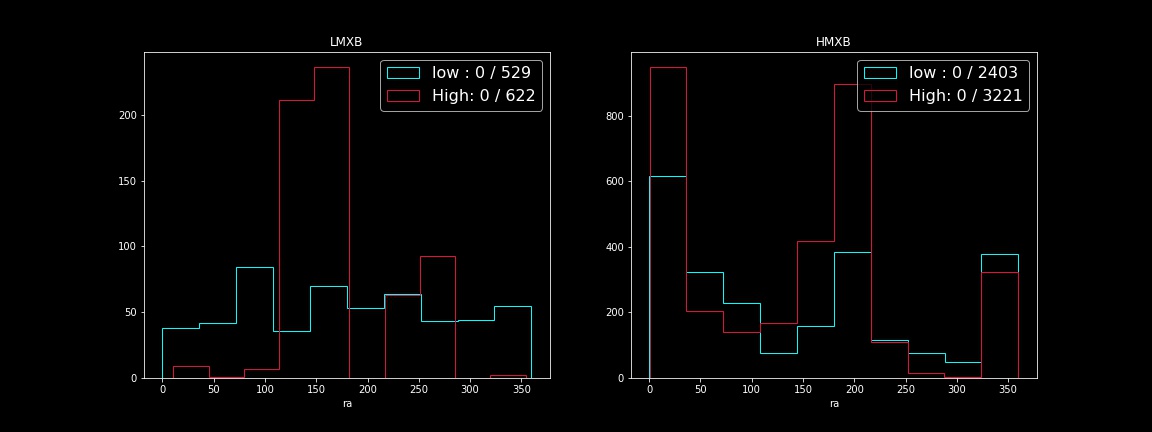 LMXB
low : 0 / 529
High: 0 / 622
200
150
100
50
0
0 50 100 150 200 250 300 350
ra
HMXB
low : 0 / 2403
High: 0 / 3221
800
600
400
200
0
0 50 100 150 200 250 300 350
ra